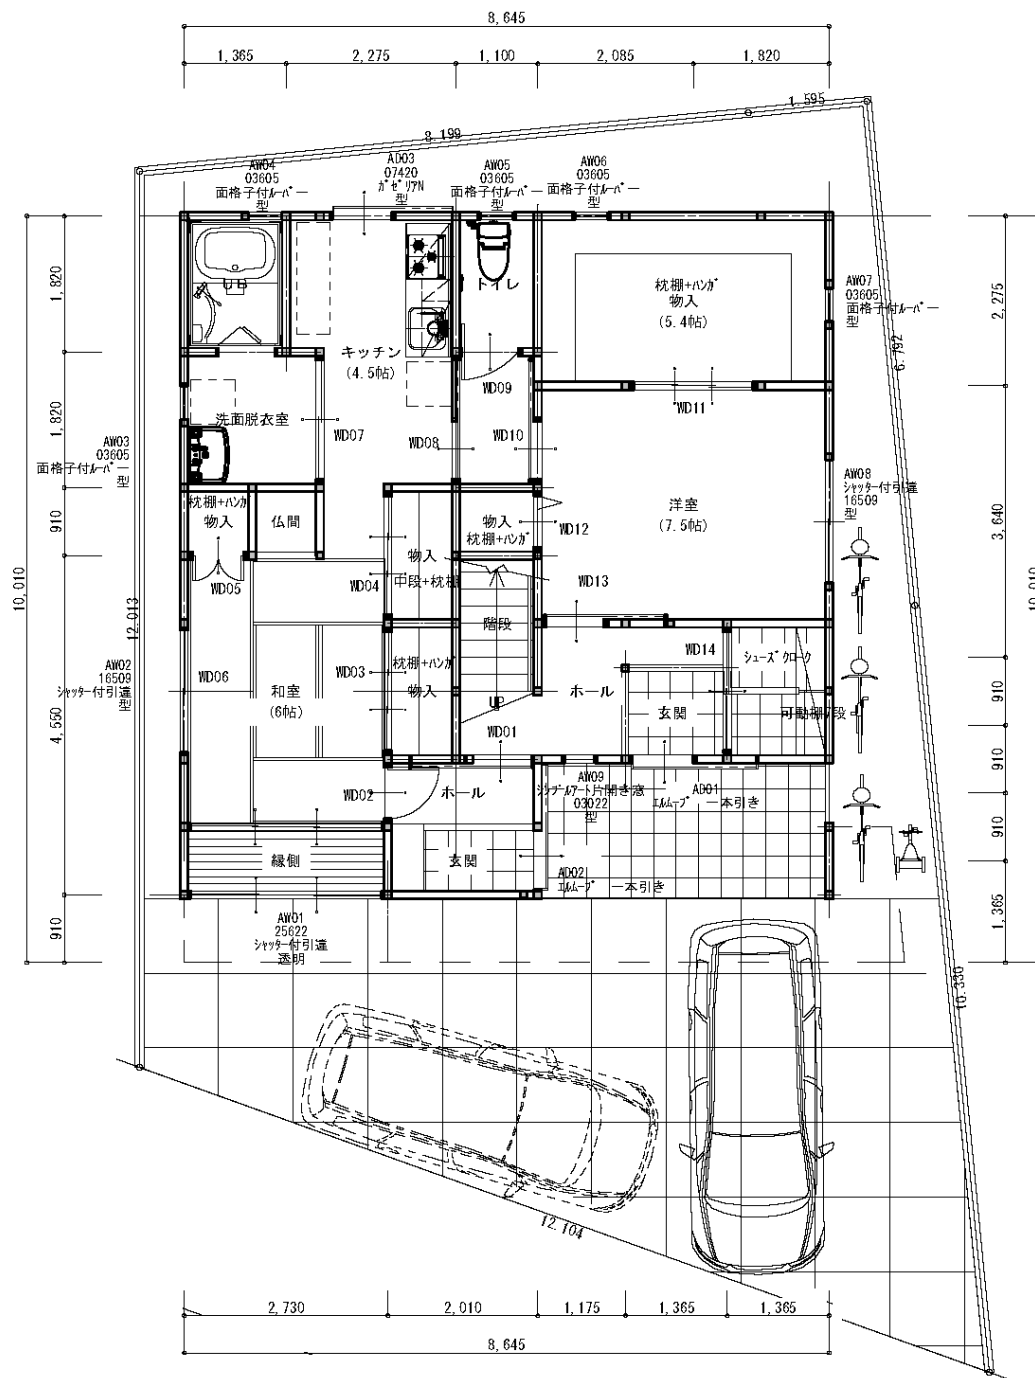 8,645
1,365
2,275
1,100
2,085
1,820
1.595
8.199
AW04
03605
面格子付ルーバー
型
AD03
07420
ガゼリアN
型
AW05
03605
面格子付ルーバー
型
AW06
03605
面格子付ルーバー
型
1,820
トイレ
枕棚+ハンガ
物入
(5.4帖)
AW07
03605
面格子付ルーバー
型
2,275
キッチン
(4.5帖)
6.792
WD09
WD11
洗面脱衣室
1,820
WD07
WD08
WD10
AW03
03605
面格子付ルーバー
型
AW08
シャッター付引違
16509
型
枕棚+ハンガ
物入
仏間
物入
枕棚+ハンガ
洋室
(7.5帖)
910
WD12
3,640
物入
中段+枕棚
WD04
WD05
WD13
10,010
12.013
10,010
階段
AW02
16509
シャッター付引違
型
WD06
WD03
枕棚+ハンガ
物入
WD14
シューズクローク
和室
(6帖)
ホール
玄関
UP
可動棚7段
910
4,550
WD01
910
WD02
ホール
AW09
シンプルアート片開き窓
03022
型
AD01
エルムーブ 一本引き
910
縁側
玄関
AD02
エルムーブ 一本引き
910
AW01
25622
シャッター付引違
透明
1,365
10.330
12.104
2,730
2,010
1,175
1,365
1,365
8,645